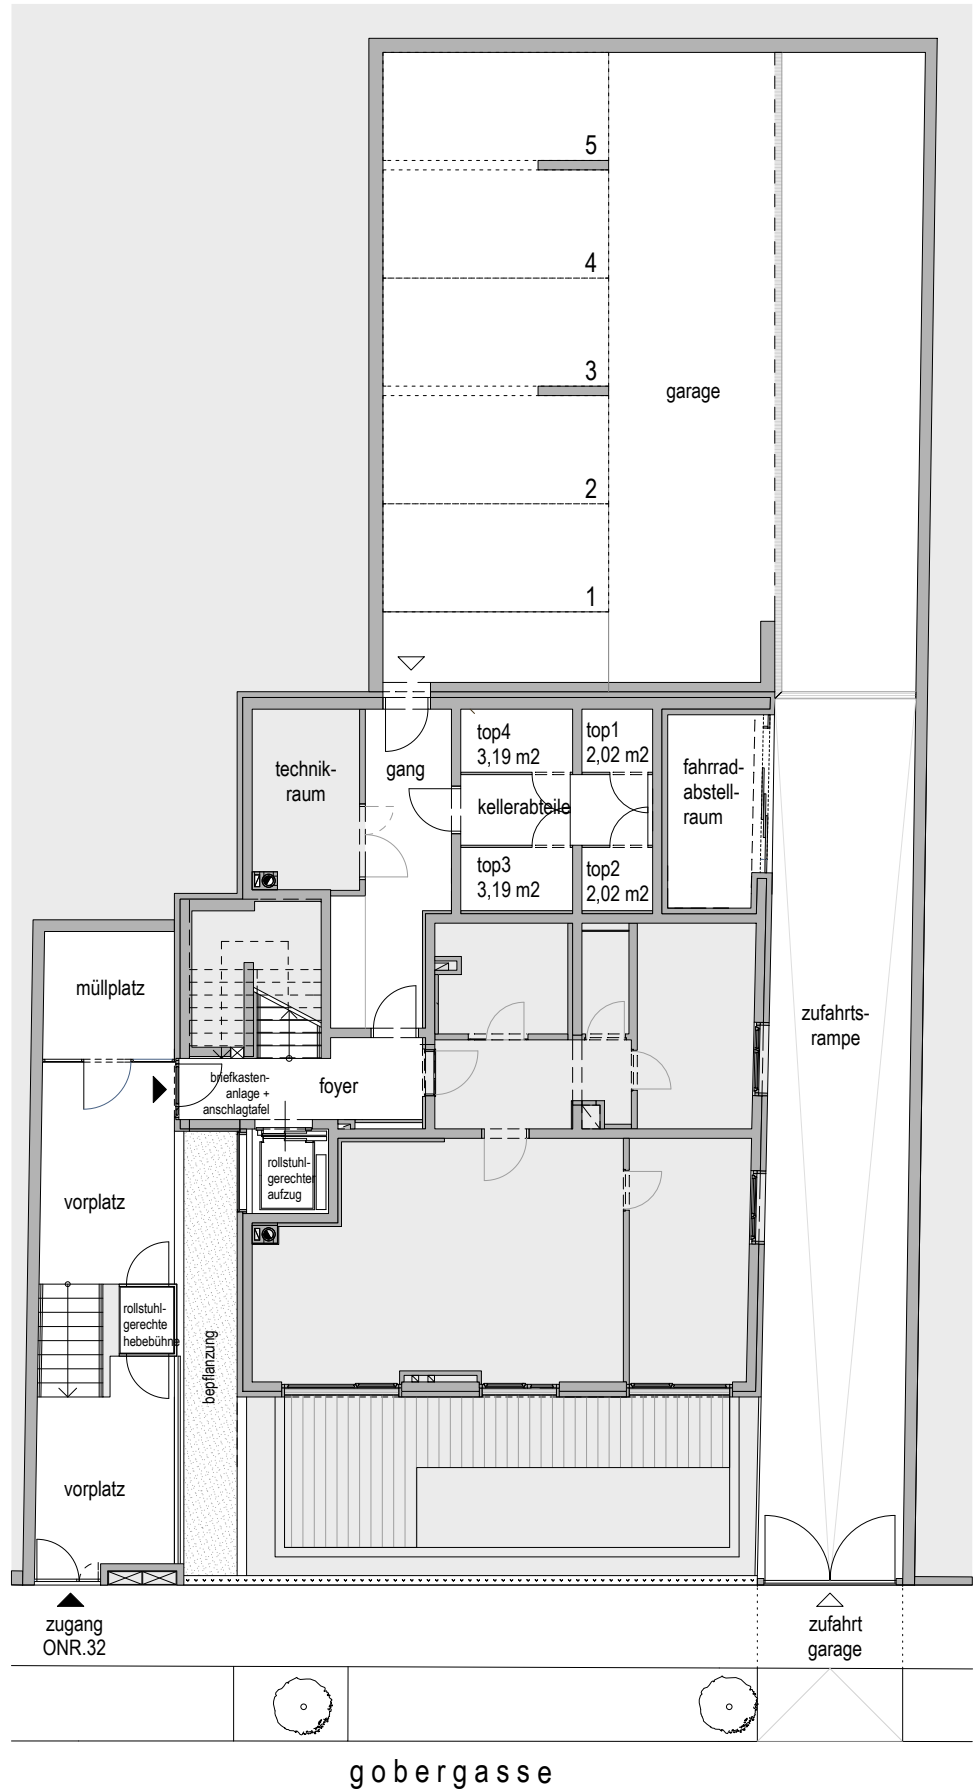 5
4
3
garage
2
1
top4
3,19 m2
top1
2,02 m2
technik-
raum
gang
fahrrad-
abstell-
raum
kellerabteile
top3
3,19 m2
top2
2,02 m2
müllplatz
zufahrts-
rampe
briefkasten-
anlage +
anschlagtafel
foyer
rollstuhl-
gerechter
aufzug
vorplatz
rollstuhl-
gerechte
hebebühne
bepflanzung
vorplatz
zugang
ONR.32
zufahrt
garage
gobergasse